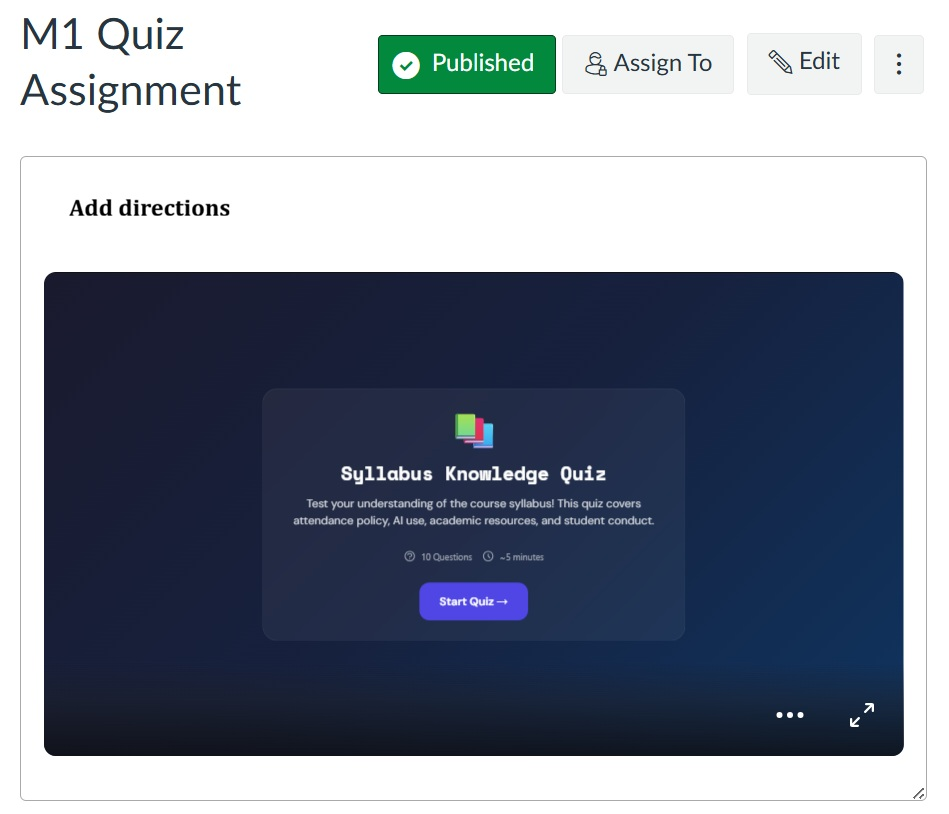 M1 Quiz
Assignment
Published
Assign To
Edit
Add directions
Syllabus Knowledge Quiz
Test your understanding of the course syllabus! This quiz covers
attendance policy, AI use, academic resources, and student conduct.
10 Questions ~5 minutes
Start Quiz →